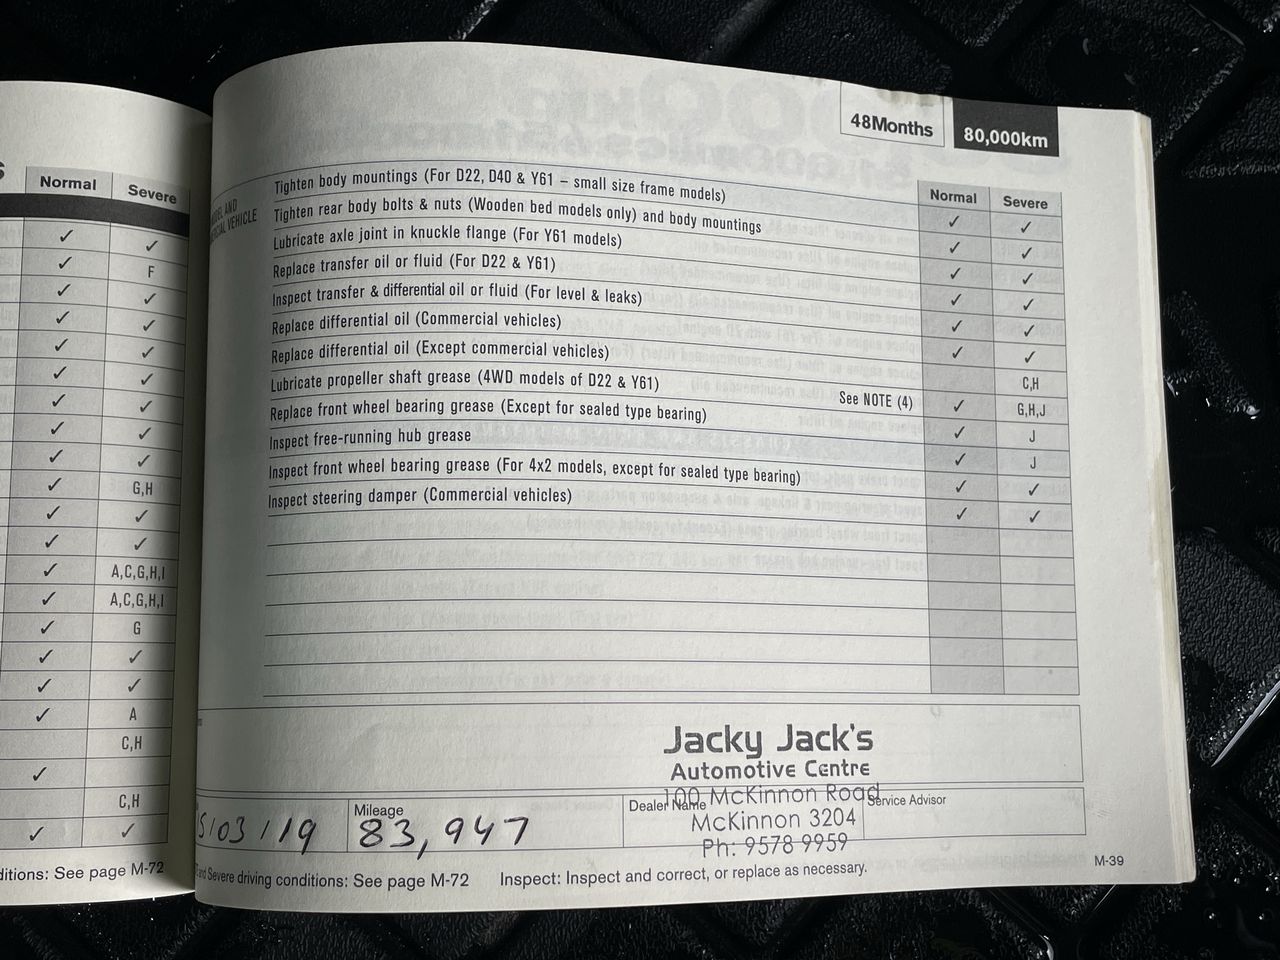 S
Normal Severe
✓ ✓
✓ F
✓ ✓
✓ ✓
✓ ✓
✓ ✓
✓ ✓
✓ ✓
✓ ✓
✓ G,H
✓ ✓
✓ ✓
✓ A,C,G,H,I
✓ A,C,G,H,I
✓ G
✓ ✓
✓ ✓
✓ A
C,H
✓
C,H
✓ ✓
ditions: See page M-72
48Months 80,000km
Normal Severe
Tighten body mountings (For D22, D40 & Y61 – small size frame models) ✓ ✓
Tighten rear body bolts & nuts (Wooden bed models only) and body mountings ✓ ✓
Lubricate axle joint in knuckle flange (For Y61 models) ✓ ✓
Replace transfer oil or fluid (For D22 & Y61) ✓ ✓
Inspect transfer & differential oil or fluid (For level & leaks) ✓ ✓
Replace differential oil (Commercial vehicles) ✓ ✓
Replace differential oil (Except commercial vehicles) C,H
Lubricate propeller shaft grease (4WD models of D22 & Y61) See NOTE (4) ✓ G,H,J
Replace front wheel bearing grease (Except for sealed type bearing) ✓ J
Inspect free-running hub grease ✓ J
Inspect front wheel bearing grease (For 4x2 models, except for sealed type bearing) ✓ ✓
Inspect steering damper (Commercial vehicles) ✓ ✓
Jacky Jack's
Automotive Centre
100 McKinnon Road
McKinnon 3204
Ph: 9578 9959
Mileage Dealer Name Service Advisor
5/03/19 83,947
and Severe driving conditions: See page M-72 Inspect: Inspect and correct, or replace as necessary.
M-39